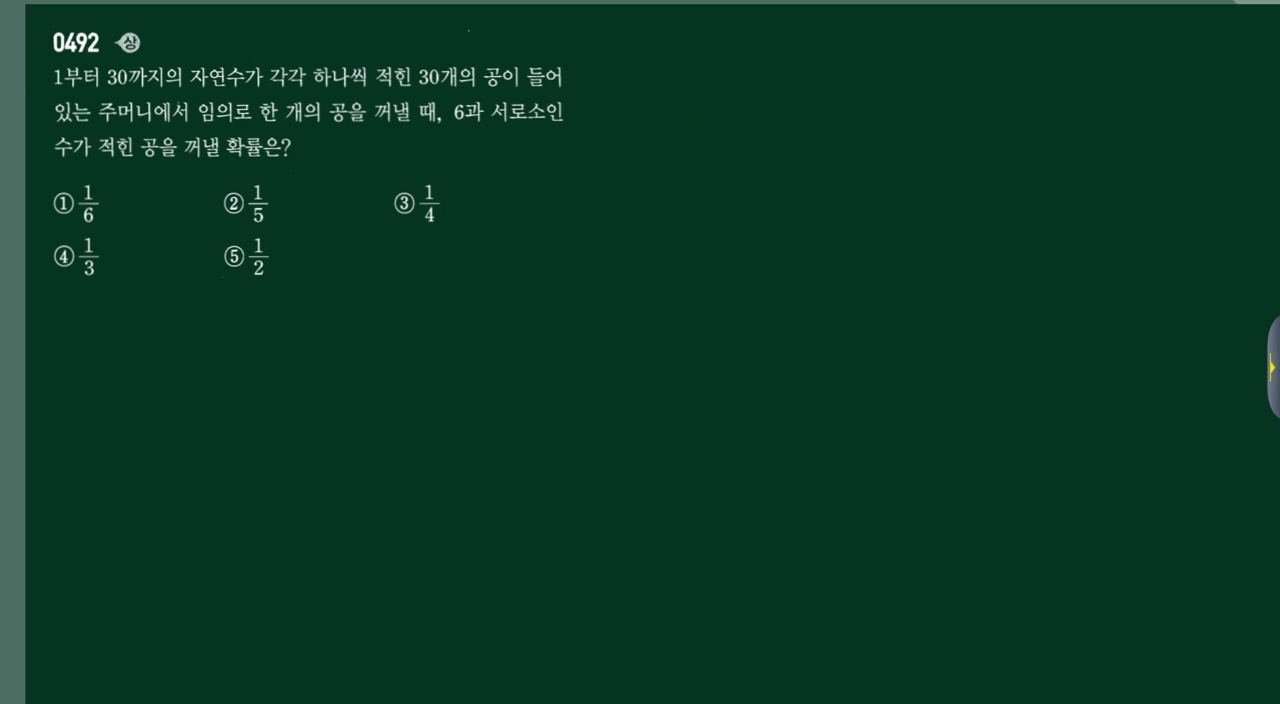 0492 상
1부터 30까지의 자연수가 각각 하나씩 적힌 30개의 공이 들어
있는 주머니에서 임의로 한 개의 공을 꺼낼 때, 6과 서로소인
수가 적힌 공을 꺼낼 확률은?
① 1/6 ② 1/5 ③ 1/4
④ 1/3 ⑤ 1/2